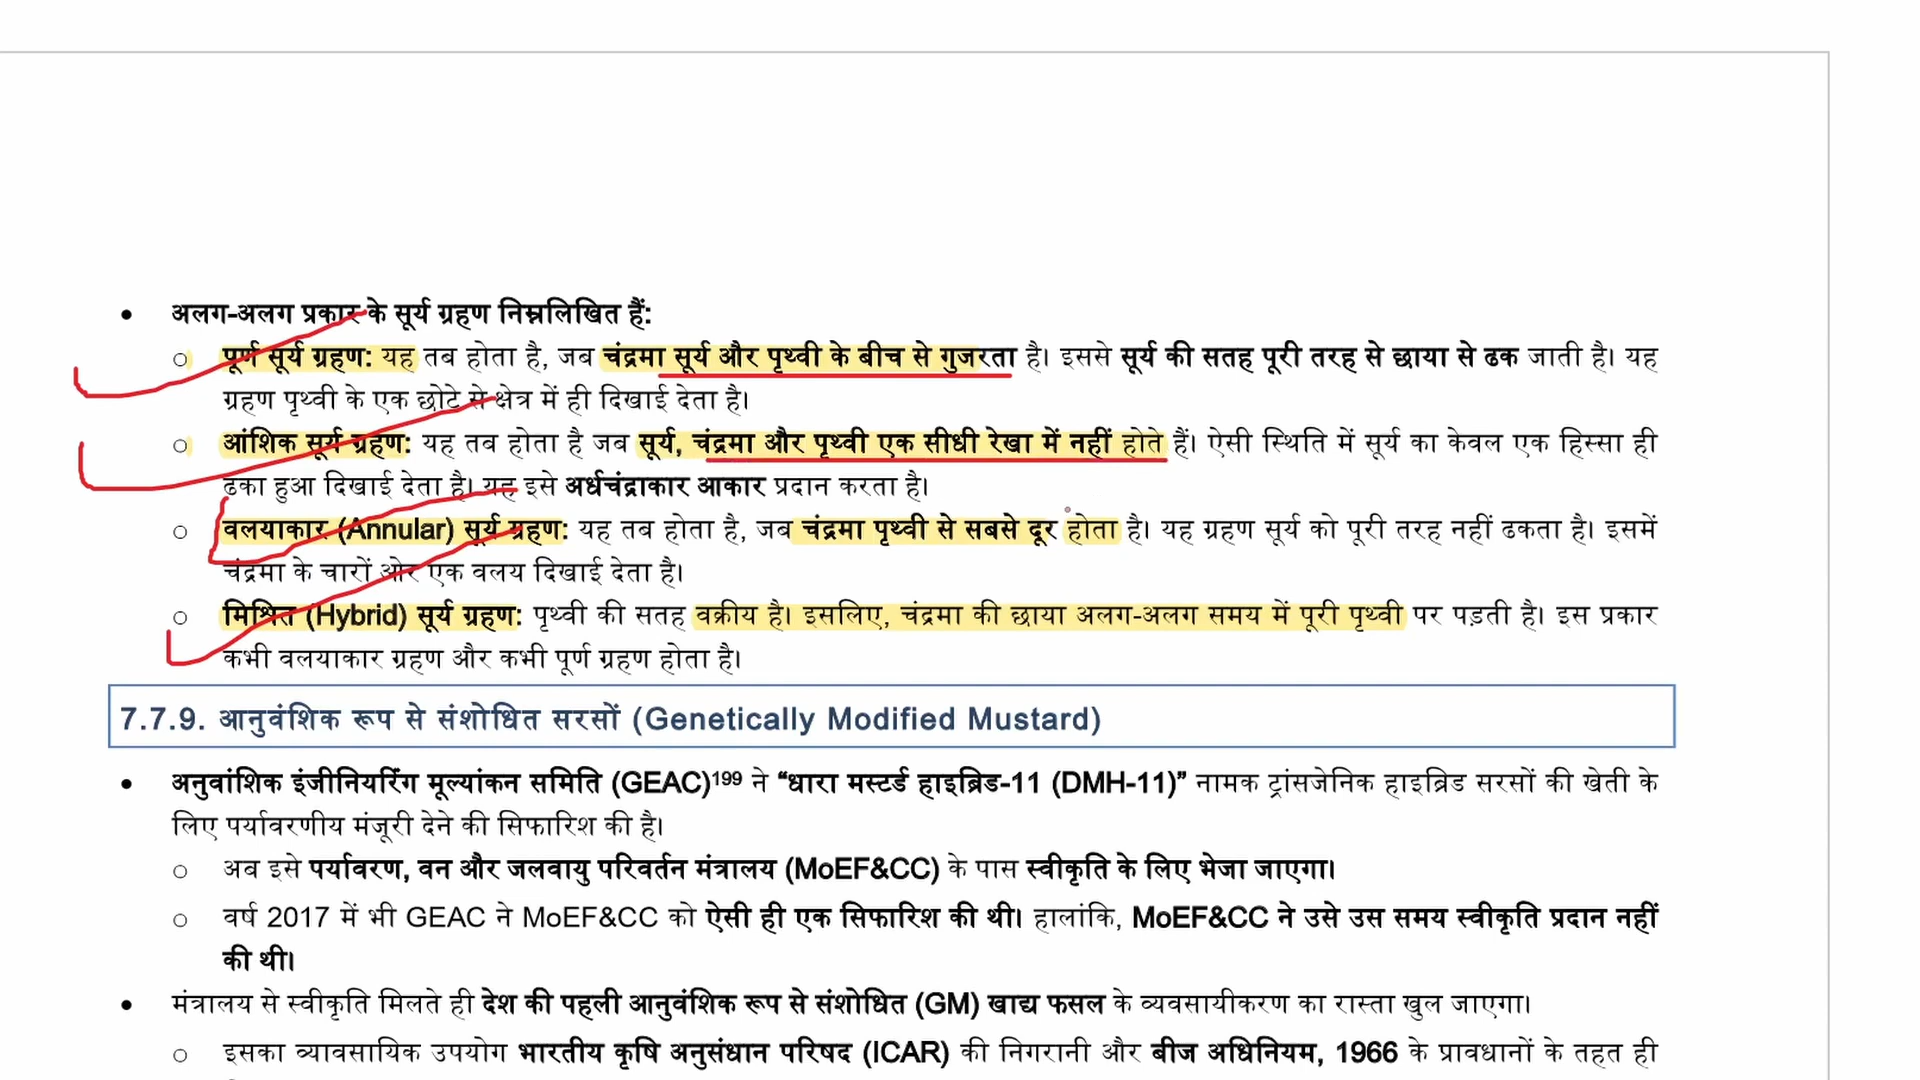 • अलग-अलग प्रकार के सूर्य ग्रहण निम्नलिखित हैं:
○ पूर्ण सूर्य ग्रहण: यह तब होता है, जब चंद्रमा सूर्य और पृथ्वी के बीच से गुजरता है। इससे सूर्य की सतह पूरी तरह से छाया से ढक जाती है। यह
ग्रहण पृथ्वी के एक छोटे से क्षेत्र में ही दिखाई देता है।
○ आंशिक सूर्य ग्रहण: यह तब होता है जब सूर्य, चंद्रमा और पृथ्वी एक सीधी रेखा में नहीं होते हैं। ऐसी स्थिति में सूर्य का केवल एक हिस्सा ही
ढका हुआ दिखाई देता है। यह इसे अर्धचंद्राकार आकार प्रदान करता है।
○ वलयाकार (Annular) सूर्य ग्रहण: यह तब होता है, जब चंद्रमा पृथ्वी से सबसे दूर होता है। यह ग्रहण सूर्य को पूरी तरह नहीं ढकता है। इसमें
चंद्रमा के चारों ओर एक वलय दिखाई देता है।
○ मिश्रित (Hybrid) सूर्य ग्रहण: पृथ्वी की सतह वक्रीय है। इसलिए, चंद्रमा की छाया अलग-अलग समय में पूरी पृथ्वी पर पड़ती है। इस प्रकार
कभी वलयाकार ग्रहण और कभी पूर्ण ग्रहण होता है।
7.7.9. आनुवंशिक रूप से संशोधित सरसों (Genetically Modified Mustard)
• अनुवांशिक इंजीनियरिंग मूल्यांकन समिति (GEAC)¹⁹⁹ ने “धारा मस्टर्ड हाइब्रिड-11 (DMH-11)” नामक ट्रांसजेनिक हाइब्रिड सरसों की खेती के
लिए पर्यावरणीय मंजूरी देने की सिफारिश की है।
○ अब इसे पर्यावरण, वन और जलवायु परिवर्तन मंत्रालय (MoEF&CC) के पास स्वीकृति के लिए भेजा जाएगा।
○ वर्ष 2017 में भी GEAC ने MoEF&CC को ऐसी ही एक सिफारिश की थी। हालांकि, MoEF&CC ने उसे उस समय स्वीकृति प्रदान नहीं
की थी।
• मंत्रालय से स्वीकृति मिलते ही देश की पहली आनुवंशिक रूप से संशोधित (GM) खाद्य फसल के व्यवसायीकरण का रास्ता खुल जाएगा।
○ इसका व्यावसायिक उपयोग भारतीय कृषि अनुसंधान परिषद (ICAR) की निगरानी और बीज अधिनियम, 1966 के प्रावधानों के तहत ही